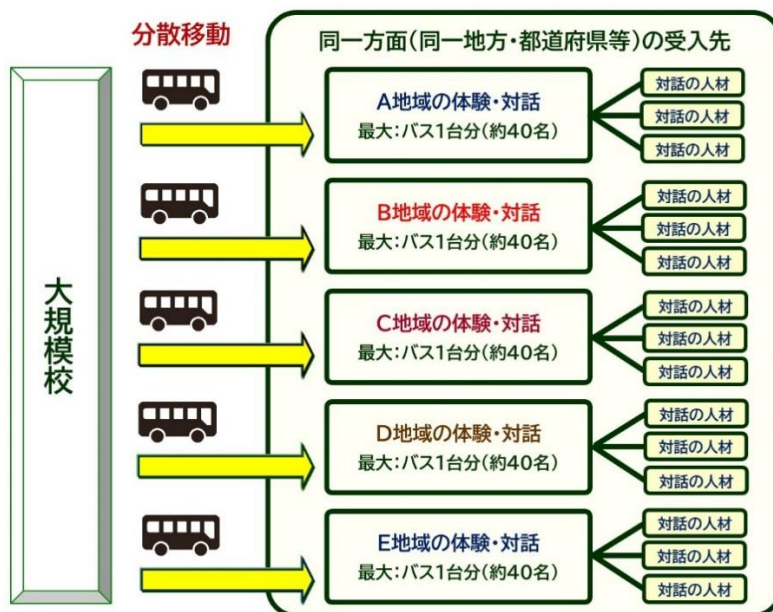 分散移動
同一方面(同一地方・都道府県等)の受入先
大規模校
A地域の体験・対話
最大:バス1台分(約40名)
対話の人材
対話の人材
対話の人材
B地域の体験・対話
最大:バス1台分(約40名)
対話の人材
対話の人材
対話の人材
C地域の体験・対話
最大:バス1台分(約40名)
対話の人材
対話の人材
対話の人材
D地域の体験・対話
最大:バス1台分(約40名)
対話の人材
対話の人材
対話の人材
E地域の体験・対話
最大:バス1台分(約40名)
対話の人材
対話の人材
対話の人材